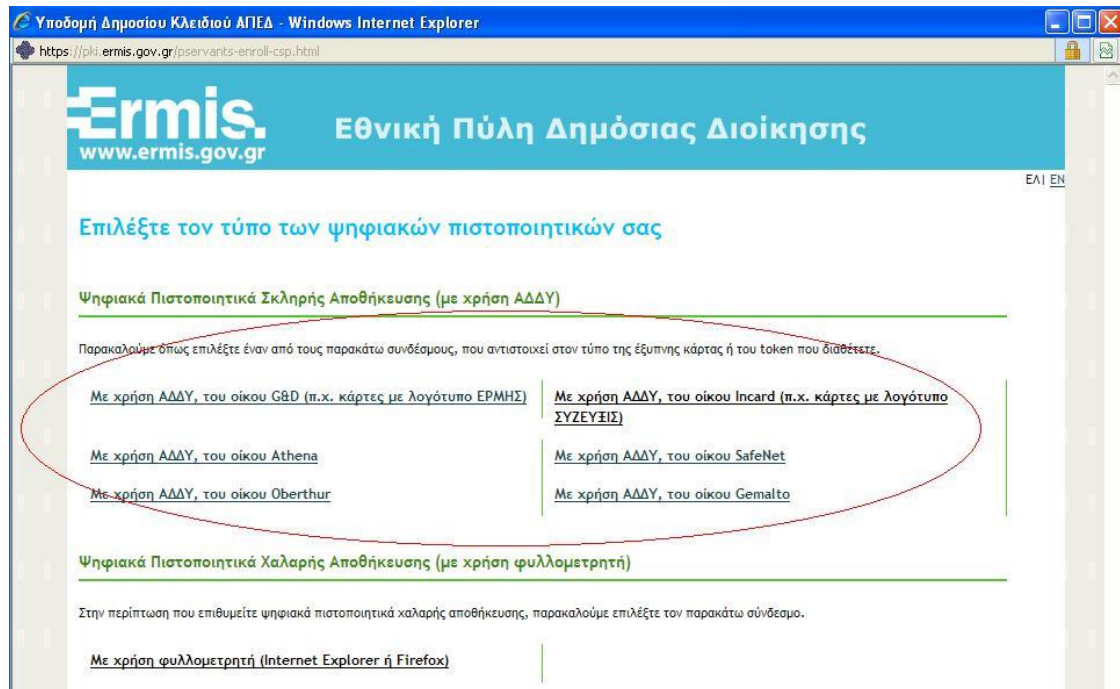 Υποδομή Δημοσίου Κλειδιού ΑΠΕΔ - Windows Internet Explorer
https://pki.ermis.gov.gr/pservants-enroll-csp.html
Ermis.
www.ermis.gov.gr
Εθνική Πύλη Δημόσιας Διοίκησης
ΕΛ| EN
Επιλέξτε τον τύπο των ψηφιακών πιστοποιητικών σας
Ψηφιακά Πιστοποιητικά Σκληρής Αποθήκευσης (με χρήση ΑΔΔΥ)
Παρακαλούμε όπως επιλέξτε έναν από τους παρακάτω συνδέσμους, που αντιστοιχεί στον τύπο της έξυπνης κάρτας ή του token που διαθέτετε.
Με χρήση ΑΔΔΥ, του οίκου G&D (π.χ. κάρτες με λογότυπο ΕΡΜΗΣ)
Με χρήση ΑΔΔΥ, του οίκου Incard (π.χ. κάρτες με λογότυπο
ΣΥΖΕΥΞΙΣ)
Με χρήση ΑΔΔΥ, του οίκου Athena
Με χρήση ΑΔΔΥ, του οίκου SafeNet
Με χρήση ΑΔΔΥ, του οίκου Oberthur
Με χρήση ΑΔΔΥ, του οίκου Gemalto
Ψηφιακά Πιστοποιητικά Χαλαρής Αποθήκευσης (με χρήση φυλλομετρητή)
Στην περίπτωση που επιθυμείτε ψηφιακά πιστοποιητικά χαλαρής αποθήκευσης, παρακαλούμε επιλέξτε τον παρακάτω σύνδεσμο.
Με χρήση φυλλομετρητή (Internet Explorer ή Firefox)